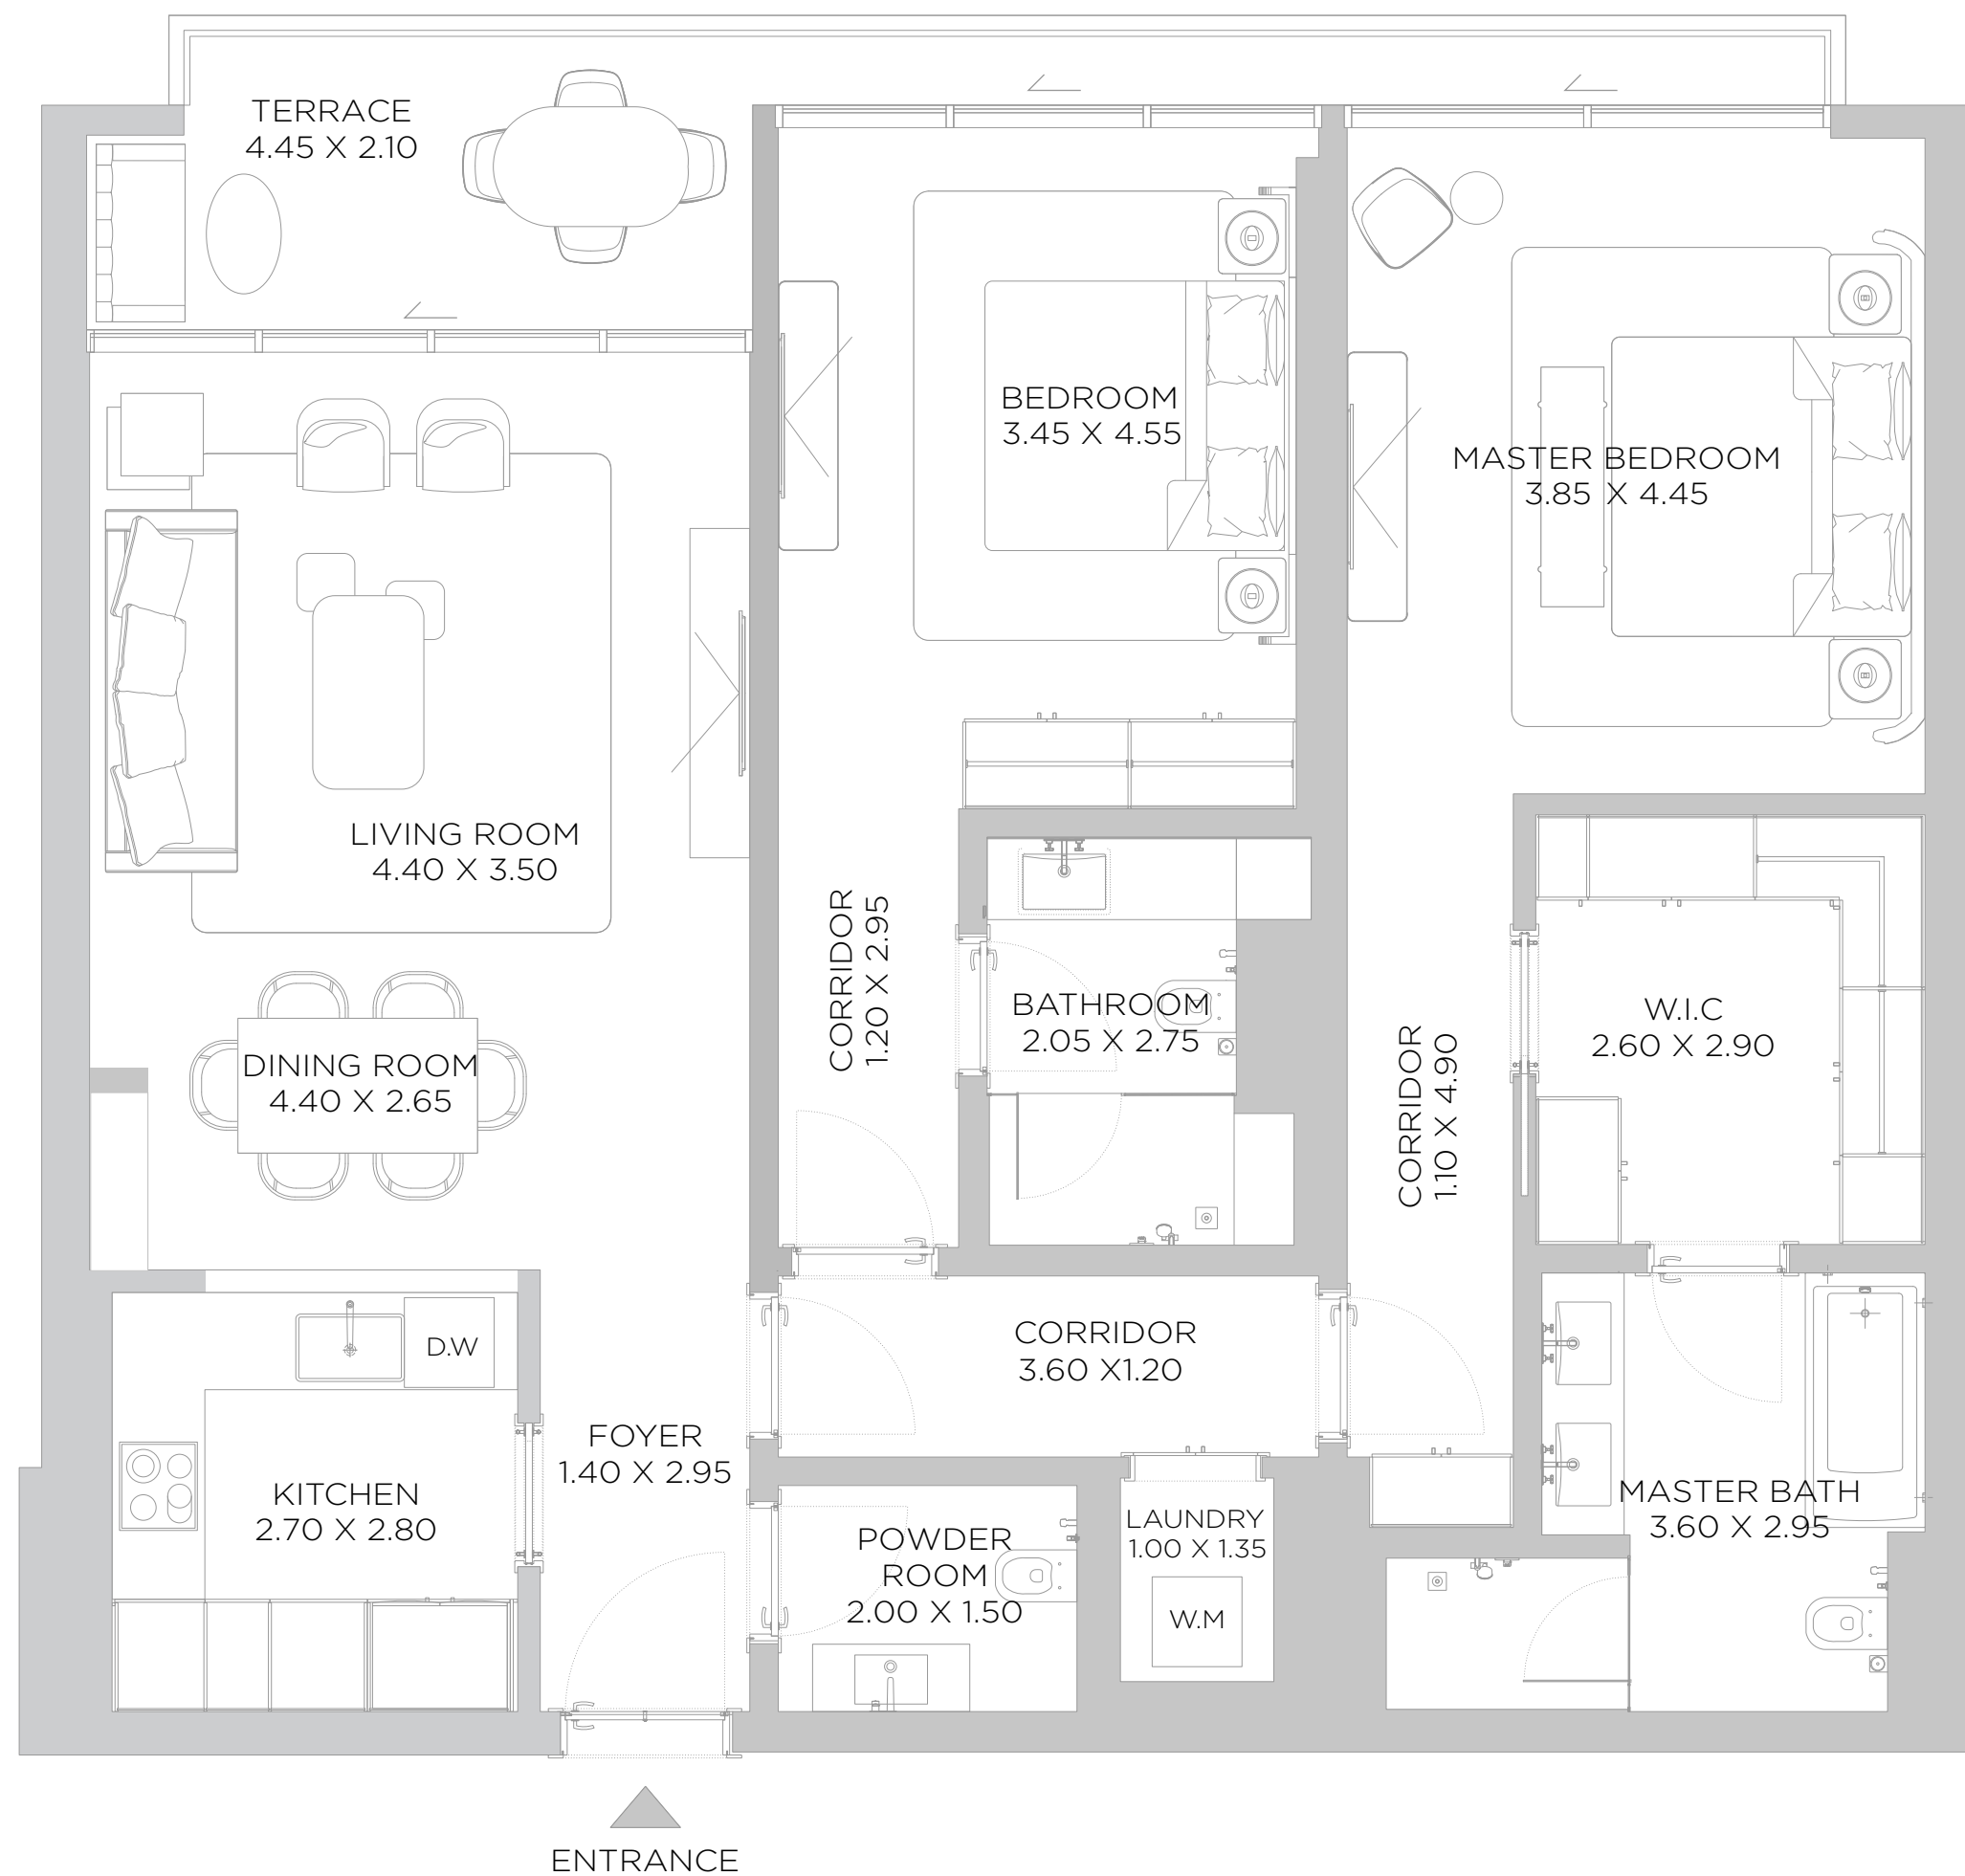 TERRACE
4.45 X 2.10
BEDROOM
3.45 X 4.55
MASTER BEDROOM
3.85 X 4.45
LIVING ROOM
4.40 X 3.50
CORRIDOR
1.20 X 2.95
BATHROOM
2.05 X 2.75
CORRIDOR
1.10 X 4.90
W.I.C
2.60 X 2.90
DINING ROOM
4.40 X 2.65
D.W
CORRIDOR
3.60 X1.20
FOYER
1.40 X 2.95
KITCHEN
2.70 X 2.80
POWDER
ROOM
2.00 X 1.50
LAUNDRY
1.00 X 1.35
W.M
MASTER BATH
3.60 X 2.95
ENTRANCE